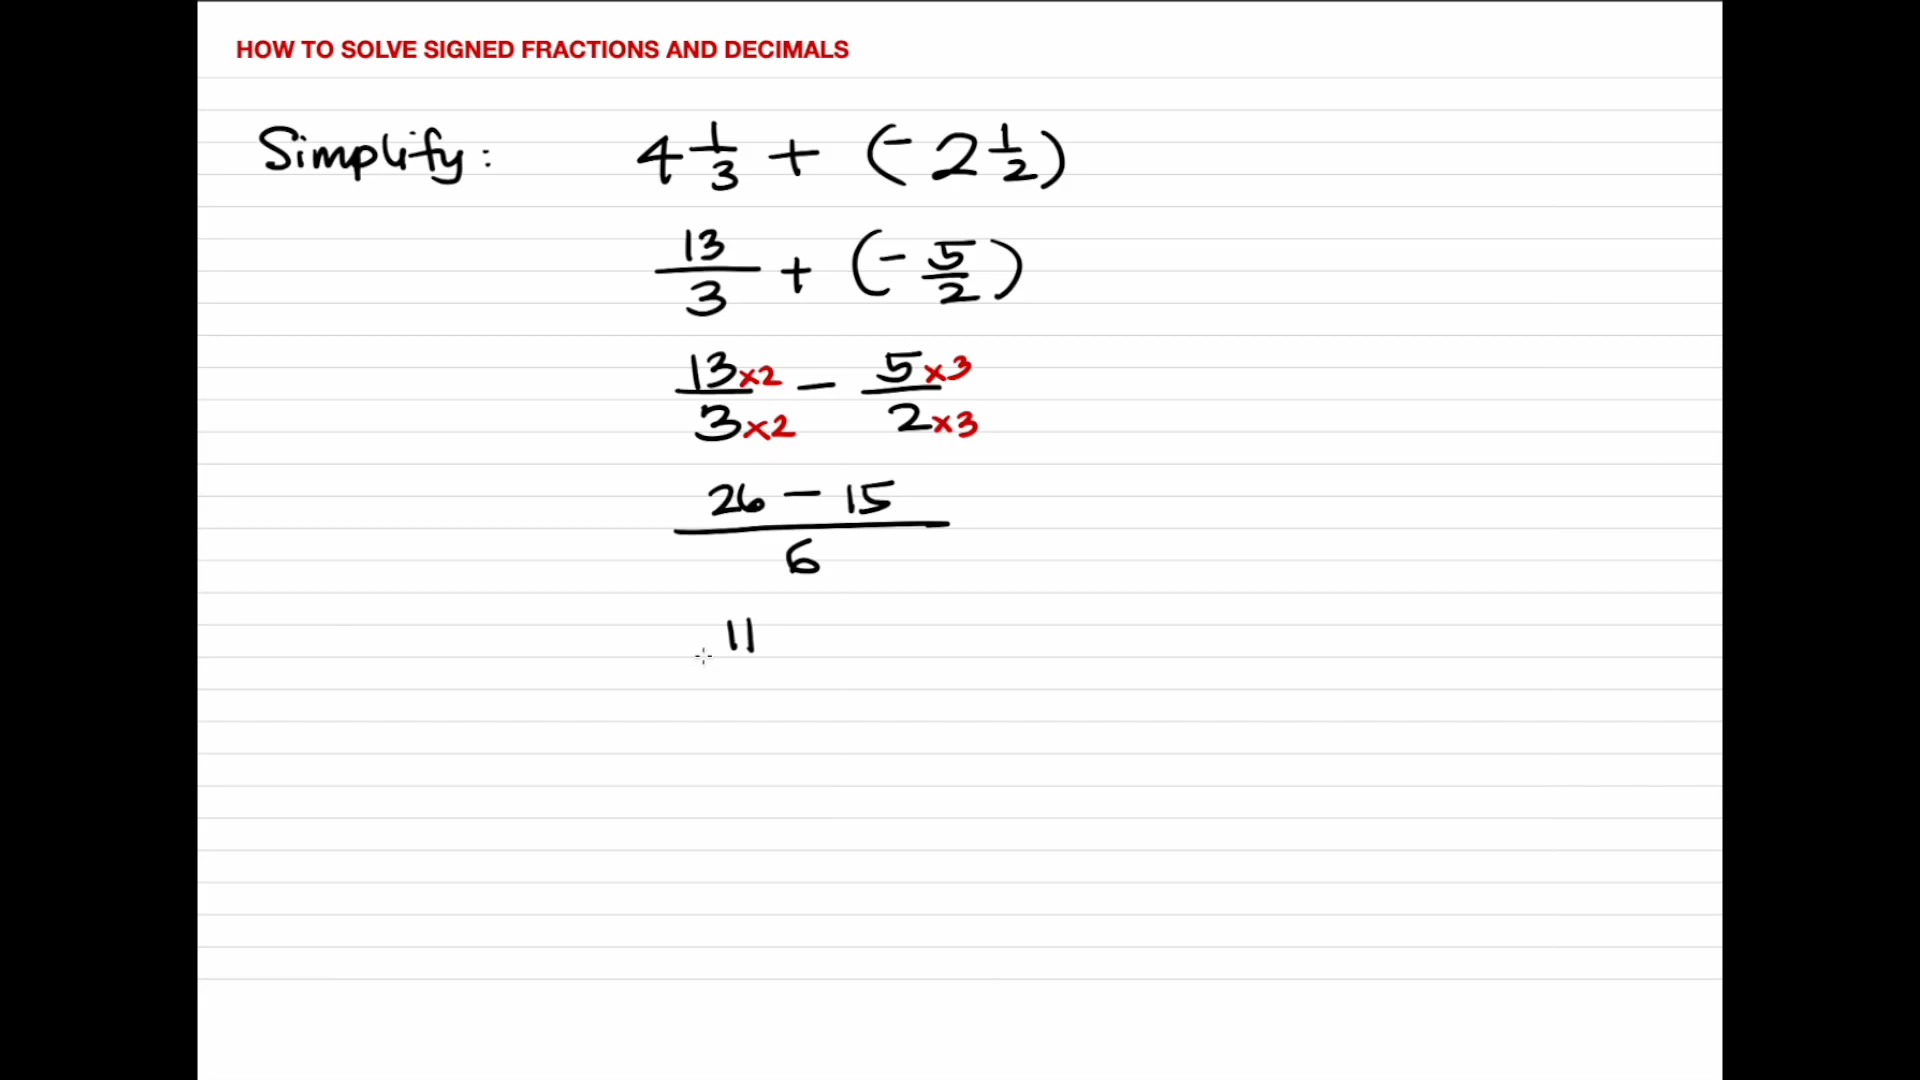 HOW TO SOLVE SIGNED FRACTIONS AND DECIMALS
Simplify: 4 1/3 + (-2 1/2)
13/3 + (-5/2)
13×2/3×2 - 5×3/2×3
26 - 15
6
11